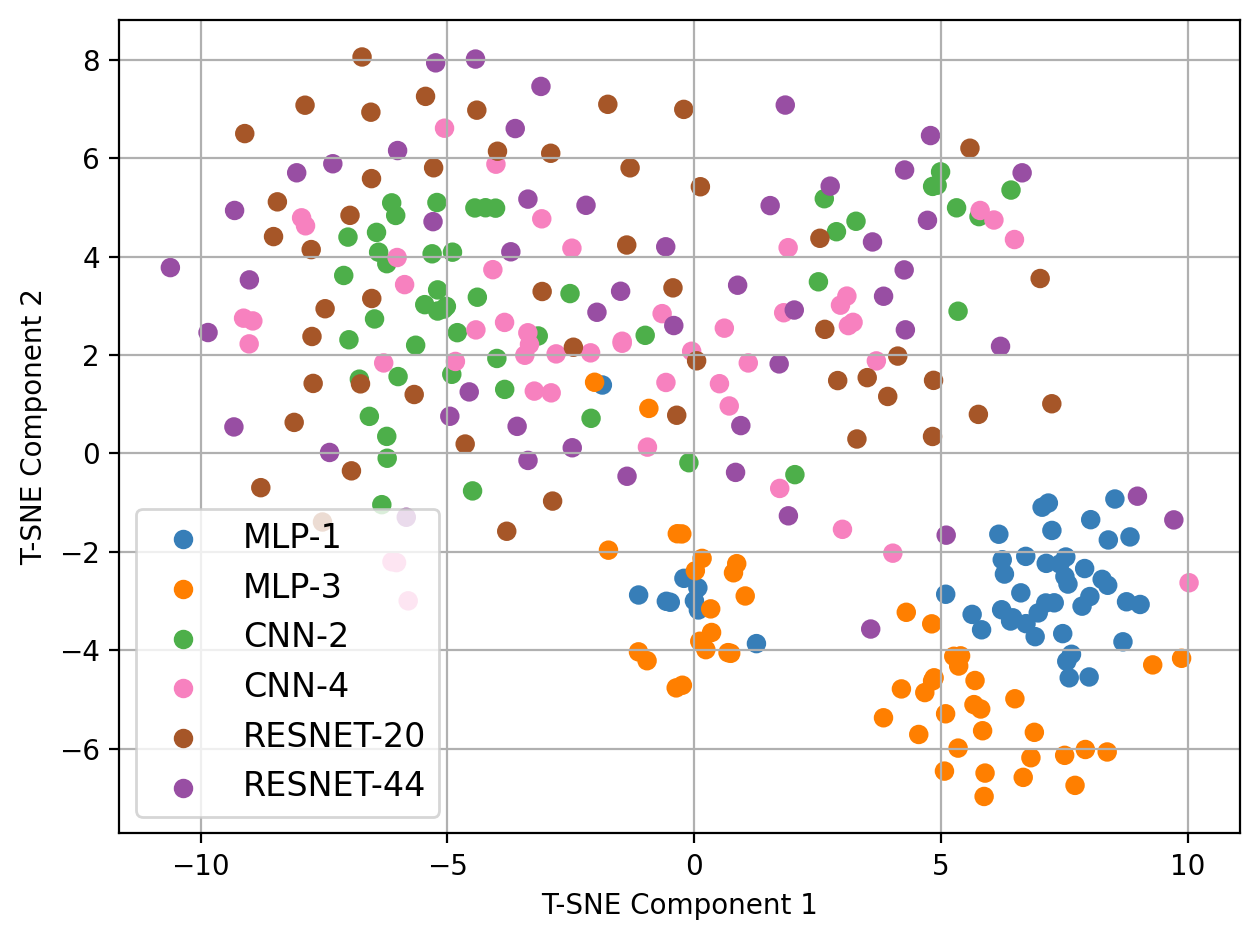 8
6
4
2
0
−2
−4
−6
T-SNE Component 2
MLP-1
MLP-3
CNN-2
CNN-4
RESNET-20
RESNET-44
−10
−5
0
5
10
T-SNE Component 1